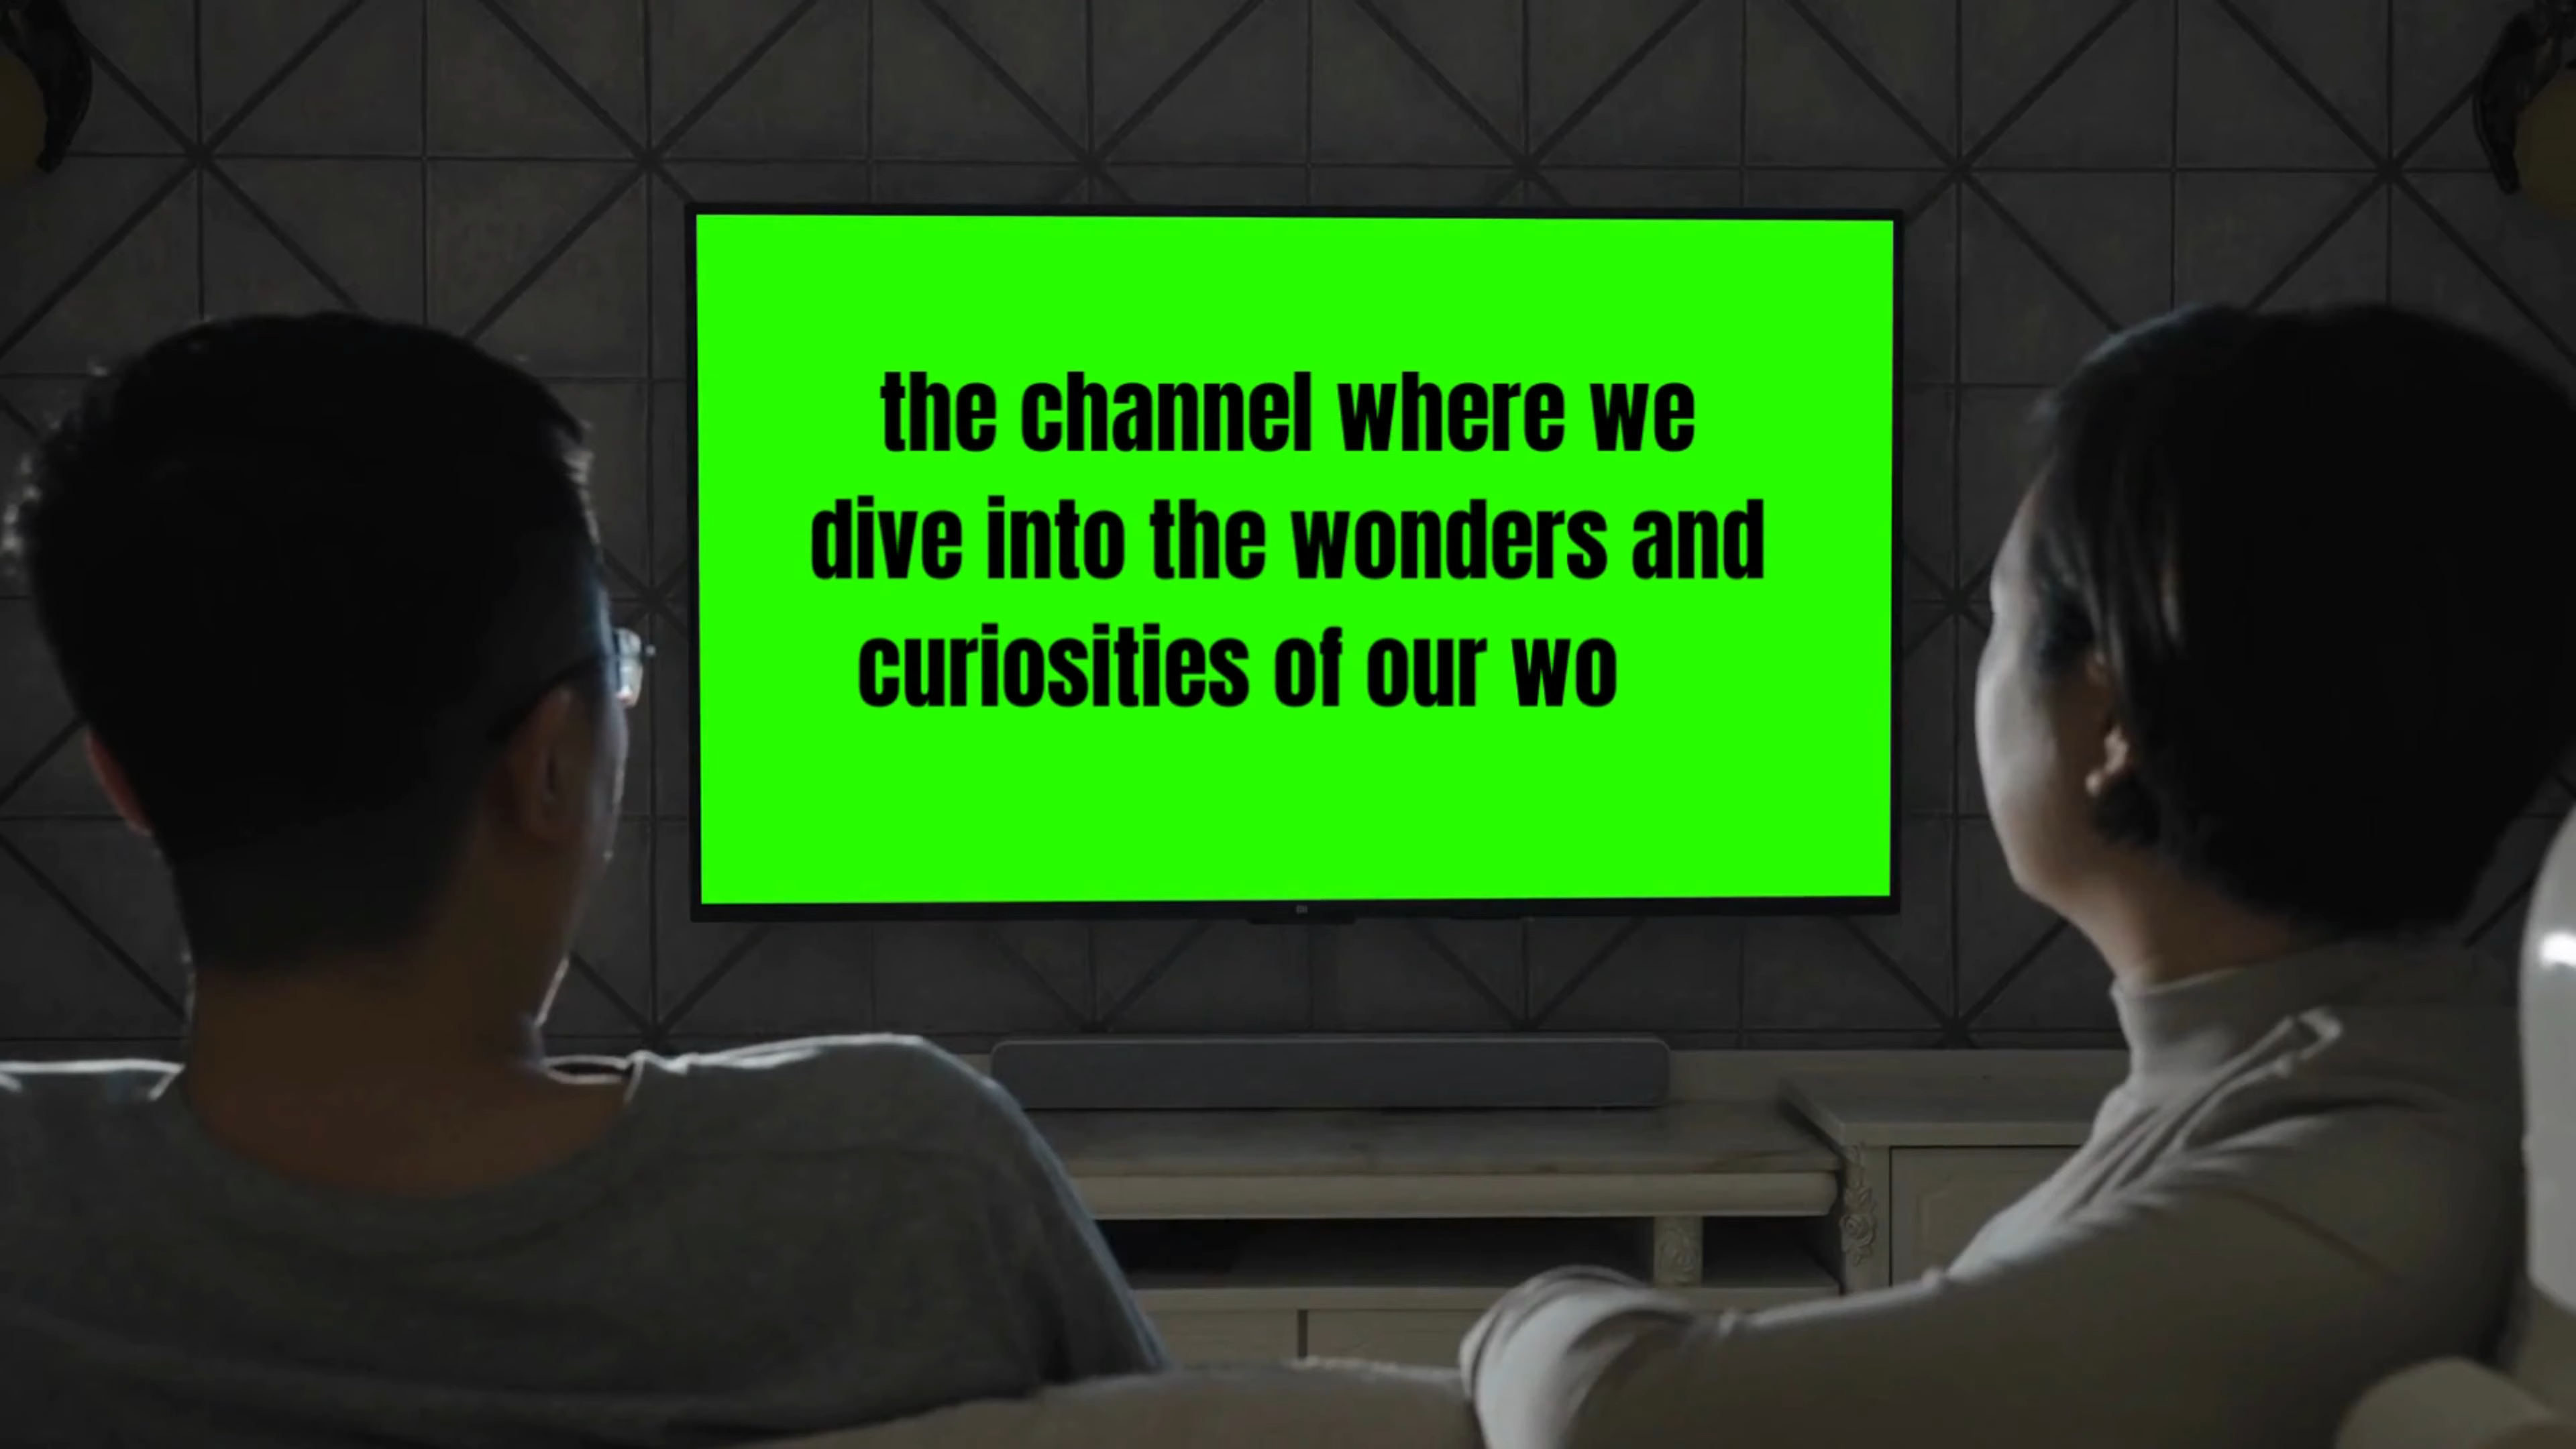 the channel where we
dive into the wonders and
curiosities of our wo